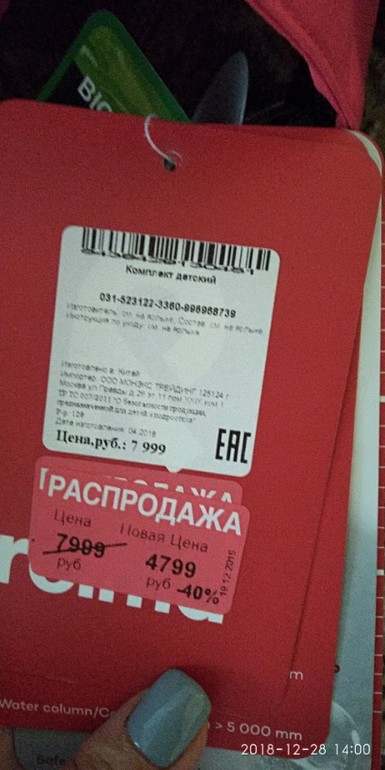 BIO
Комплект детский
031-523122-3360-996968739
Изготовитель: см. на ярлыке. Состав: см. на ярлыке.
Инструкция по уходу: см. на ярлыке
Изготовлено в: Китай
Импортер: ООО МОНЭКС ТРЕЙДИНГ 125124 г
Москва ул. Правды д. 26 эт. 11 пом
ТР ТС 007/2011 "О безопасности продукции,
предназначенной для детей и подростков"
Р-р. 128
Дата изготовления: 04.2018
Цена,руб.: 7 999
EAC
РАСПРОДАЖА
Цена Новая Цена
7999 4799
руб руб -40%
reima
m
Water column/ > 5 000 mm
Safe
2018-12-28 14:00